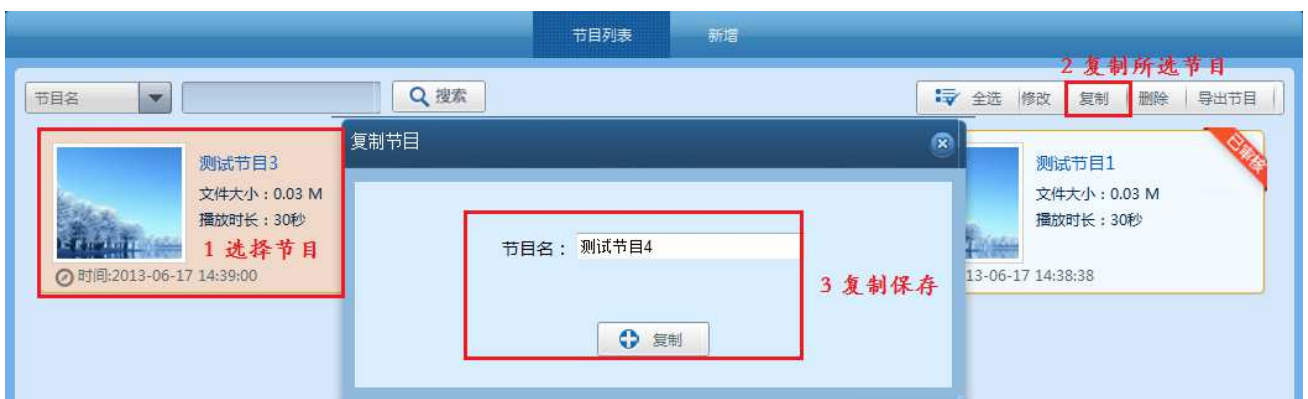 节目列表 新增
2 复制所选节目
节目名 搜索 全选 修改 复制 删除 导出节目
复制节目
测试节目3
文件大小：0.03 M
播放时长：30秒
1 选择节目
时间:2013-06-17 14:39:00
节目名： 测试节目4
3 复制保存
复制
已审核
测试节目1
文件大小：0.03 M
播放时长：30秒
13-06-17 14:38:38